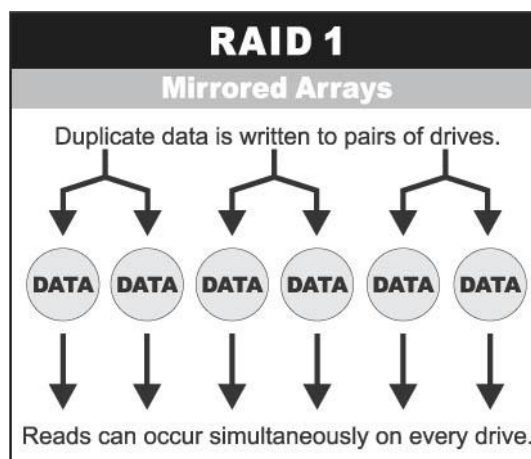 RAID 1
Mirrored Arrays
Duplicate data is written to pairs of drives.
DATA DATA DATA DATA DATA DATA
Reads can occur simultaneously on every drive.